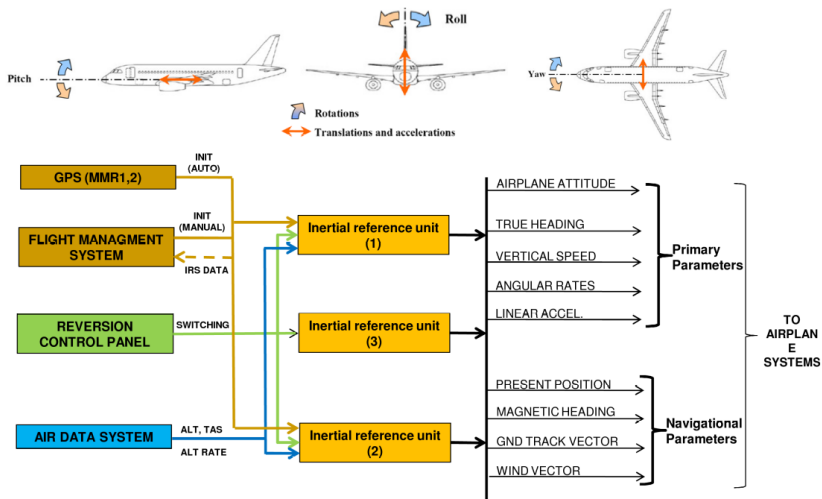 Roll
Pitch
Yaw
Rotations
Translations and accelerations
INIT
(AUTO)
GPS (MMR1,2)
INIT
(MANUAL)
FLIGHT MANAGMENT
SYSTEM
IRS DATA
REVERSION
CONTROL PANEL
SWITCHING
AIR DATA SYSTEM
ALT, TAS
ALT RATE
Inertial reference unit
(1)
Inertial reference unit
(3)
Inertial reference unit
(2)
AIRPLANE ATTITUDE
TRUE HEADING
VERTICAL SPEED
ANGULAR RATES
LINEAR ACCEL.
Primary
Parameters
PRESENT POSITION
MAGNETIC HEADING
GND TRACK VECTOR
WIND VECTOR
Navigational
Parameters
TO
AIRPLAN
E
SYSTEMS